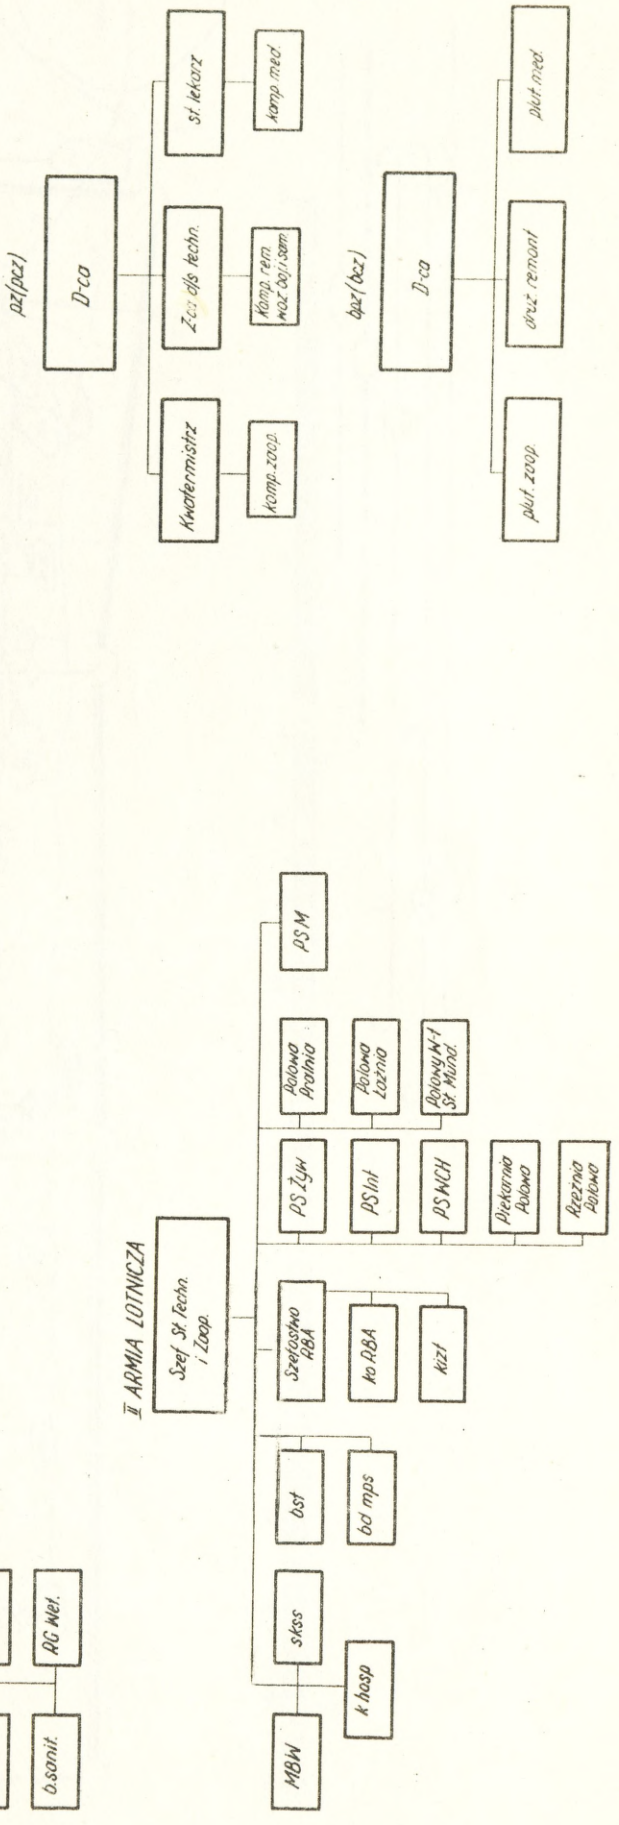 b.sanit.
RG Wet.
II ARMIA LOTNICZA
Szef St. Techn.
i Zaop.
MBW
skss
k hosp
bst
bd mps
Szefostwo
RBA
ko RBA
kizł
PS Żyw
PS Int
PS WCH
Piekarnia
Polowa
Rzeźnia
Polowa
Polowa
Pralnia
Polowa
Łaźnia
Polowy W-t
St. Mund.
PSM
pz(pcz)
D-ca
Kwatermistrz
komp. zaop.
Z-ca d/s techn.
Komp. rem.
woz. boj. i sam.
st. lekarz
komp. med.
bpz(bcz)
D-ca
plut. zaop.
druż remont
plut. med.